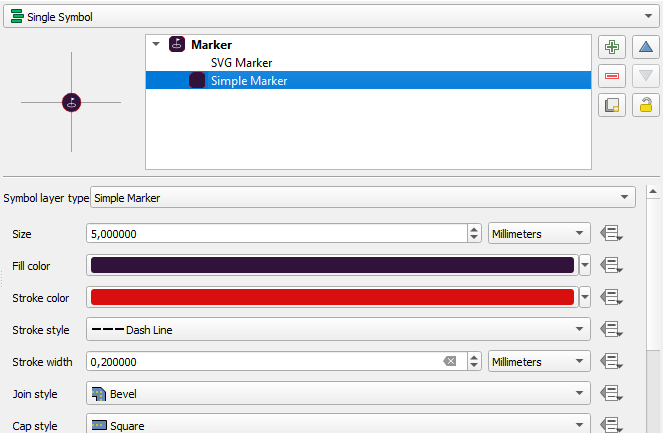 Single Symbol
Marker
SVG Marker
Simple Marker
Symbol layer type Simple Marker
Size 5,000000 Millimeters
Fill color
Stroke color
Stroke style Dash Line
Stroke width 0,200000 Millimeters
Join style Bevel
Cap style Square